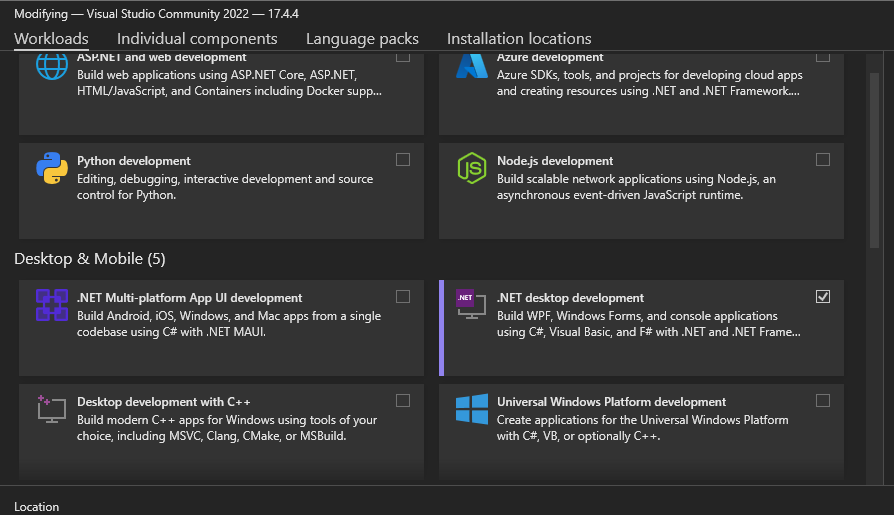 Modifying — Visual Studio Community 2022 — 17.4.4
Workloads Individual components Language packs Installation locations
ASP.NET and web development
Build web applications using ASP.NET Core, ASP.NET,
HTML/JavaScript, and Containers including Docker supp...
Azure development
Azure SDKs, tools, and projects for developing cloud apps
and creating resources using .NET and .NET Framework....
Python development
Editing, debugging, interactive development and source
control for Python.
JS
Node.js development
Build scalable network applications using Node.js, an
asynchronous event-driven JavaScript runtime.
Desktop & Mobile (5)
.NET Multi-platform App UI development
Build Android, iOS, Windows, and Mac apps from a single
codebase using C# with .NET MAUI.
.NET
.NET desktop development
Build WPF, Windows Forms, and console applications
using C#, Visual Basic, and F# with .NET and .NET Frame...
Desktop development with C++
Build modern C++ apps for Windows using tools of your
choice, including MSVC, Clang, CMake, or MSBuild.
Universal Windows Platform development
Create applications for the Universal Windows Platform
with C#, VB, or optionally C++.
Location